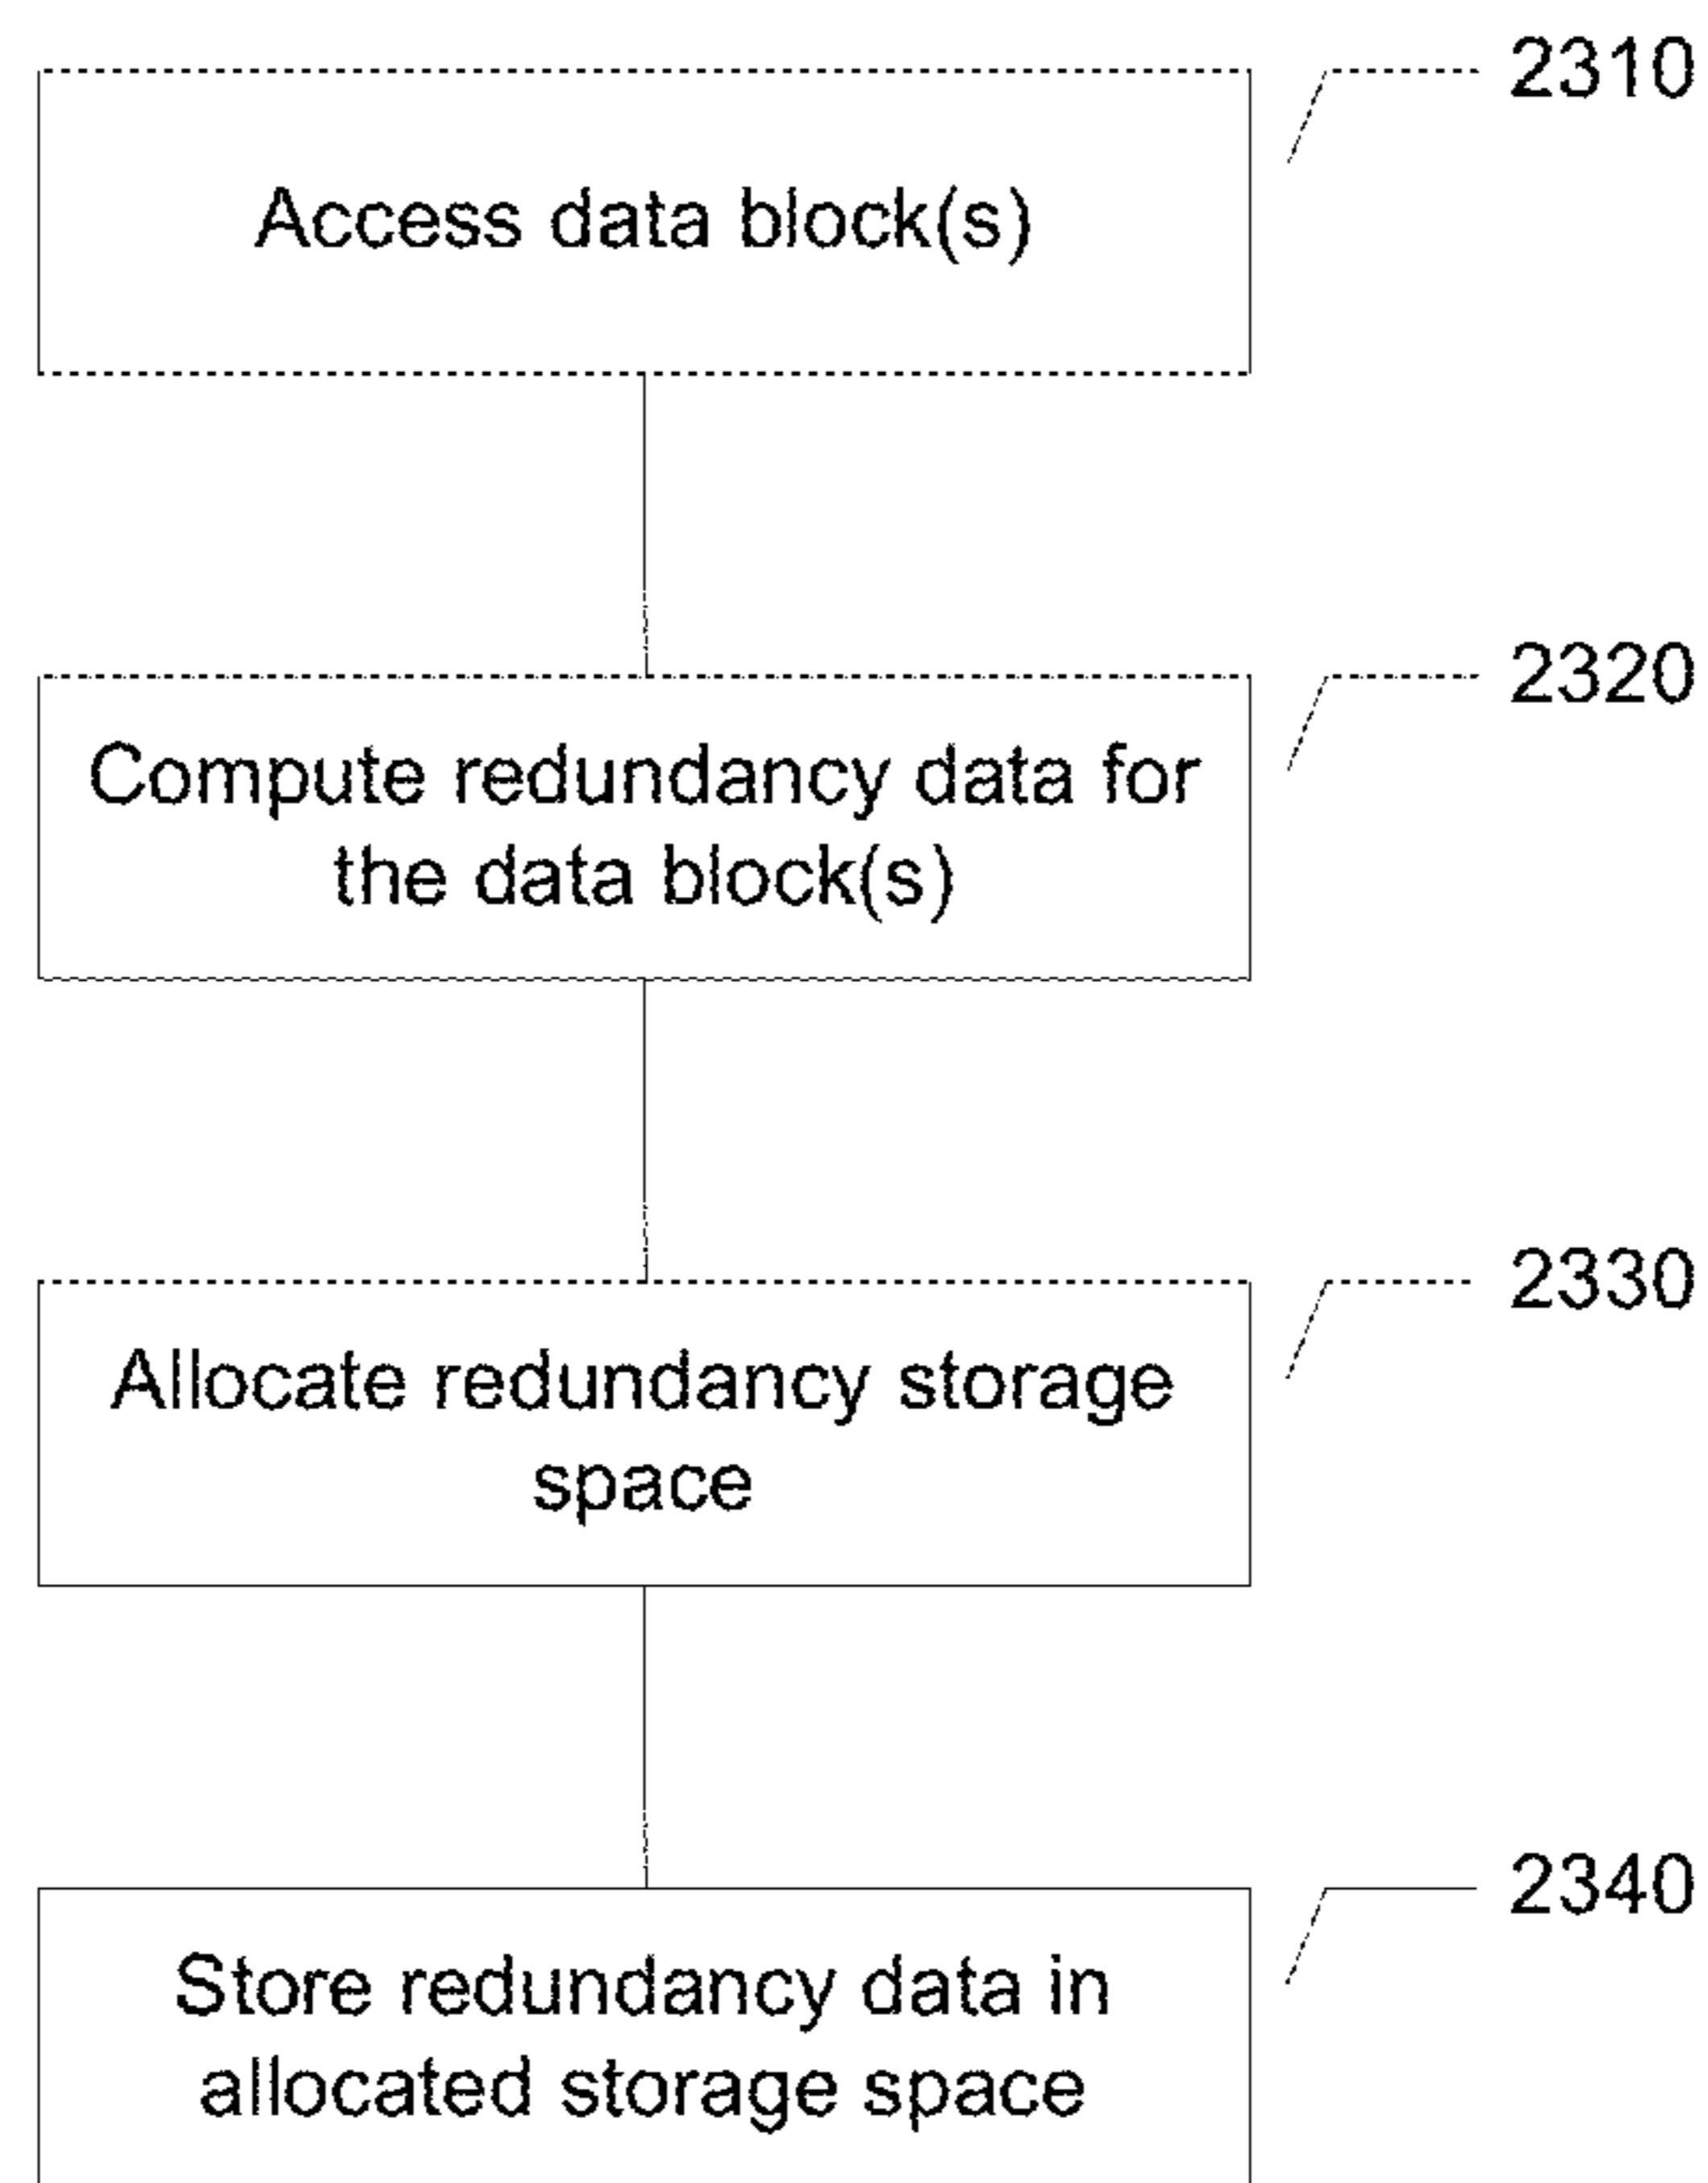 2310
Access data block(s)
2320
Compute redundancy data for
the data block(s)
2330
Allocate redundancy storage
space
2340
Store redundancy data in
allocated storage space